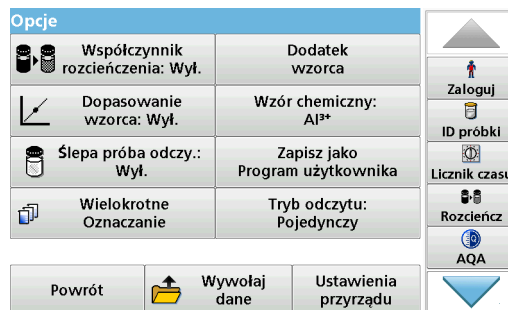 Opcje
Współczynnik
rozcieńczenia: Wył.
Dodatek
wzorca
Dopasowanie
wzorca: Wył.
Wzór chemiczny:
Al³⁺
Ślepa próba odczy.:
Wył.
Zapisz jako
Program użytkownika
Wielokrotne
Oznaczanie
Tryb odczytu:
Pojedynczy
Powrót
Wywołaj
dane
Ustawienia
przyrządu
Zaloguj
ID próbki
Licznik czasu
Rozcieńcz
AQA